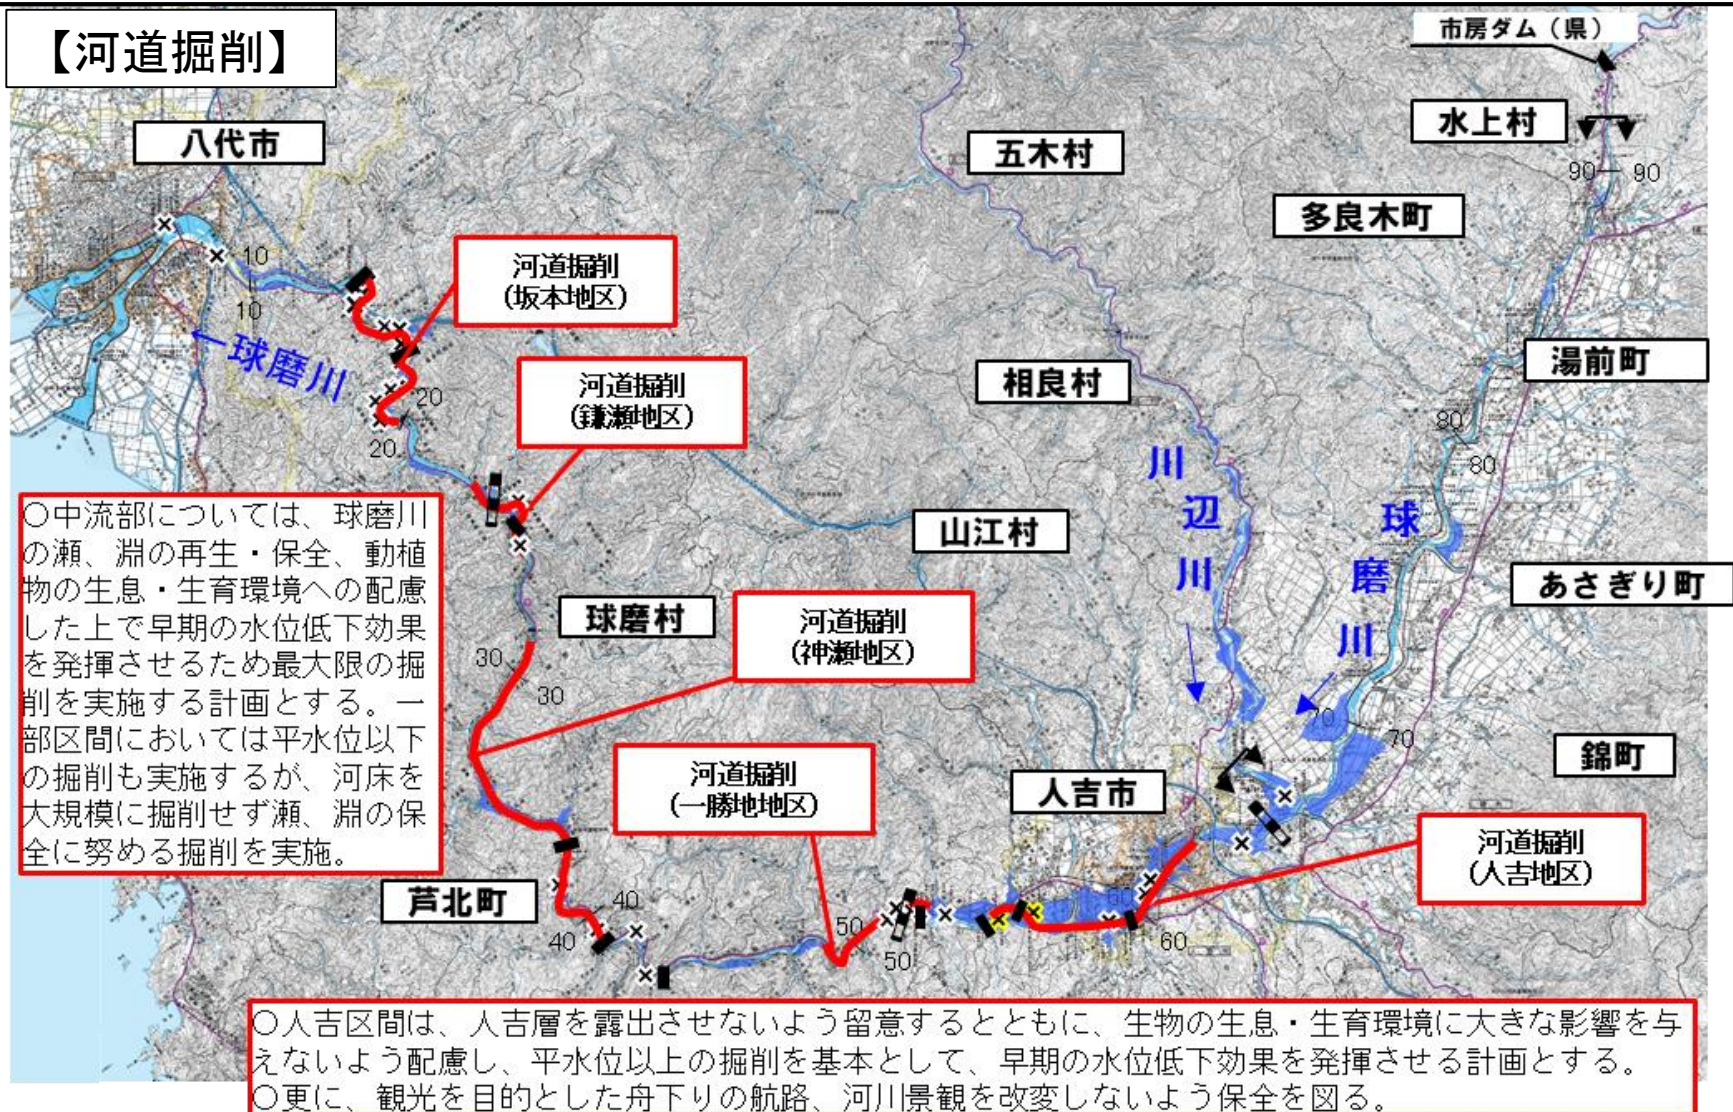 【河道掘削】
市房ダム（県）
八代市
五木村
水上村
90 90
多良木町
河道掘削
（坂本地区）
10
10
←球磨川
湯前町
河道掘削
（鎌瀬地区）
相良村
20
20
80
80
川辺川
球磨川
山江村
あさぎり町
○中流部については、球磨川
の瀬、淵の再生・保全、動植
物の生息・生育環境への配慮
した上で早期の水位低下効果
を発揮させるため最大限の掘
削を実施する計画とする。一
部区間においては平水位以下
の掘削も実施するが、河床を
大規模に掘削せず瀬、淵の保
全に努める掘削を実施。
球磨村
河道掘削
（神瀬地区）
30
30
70
70
錦町
河道掘削
（一勝地地区）
人吉市
河道掘削
（人吉地区）
芦北町
40
40
50
50
60
60
○人吉区間は、人吉層を露出させないよう留意するとともに、生物の生息・生育環境に大きな影響を与
えないよう配慮し、平水位以上の掘削を基本として、早期の水位低下効果を発揮させる計画とする。
○更に、観光を目的とした舟下りの航路、河川景観を改変しないよう保全を図る。